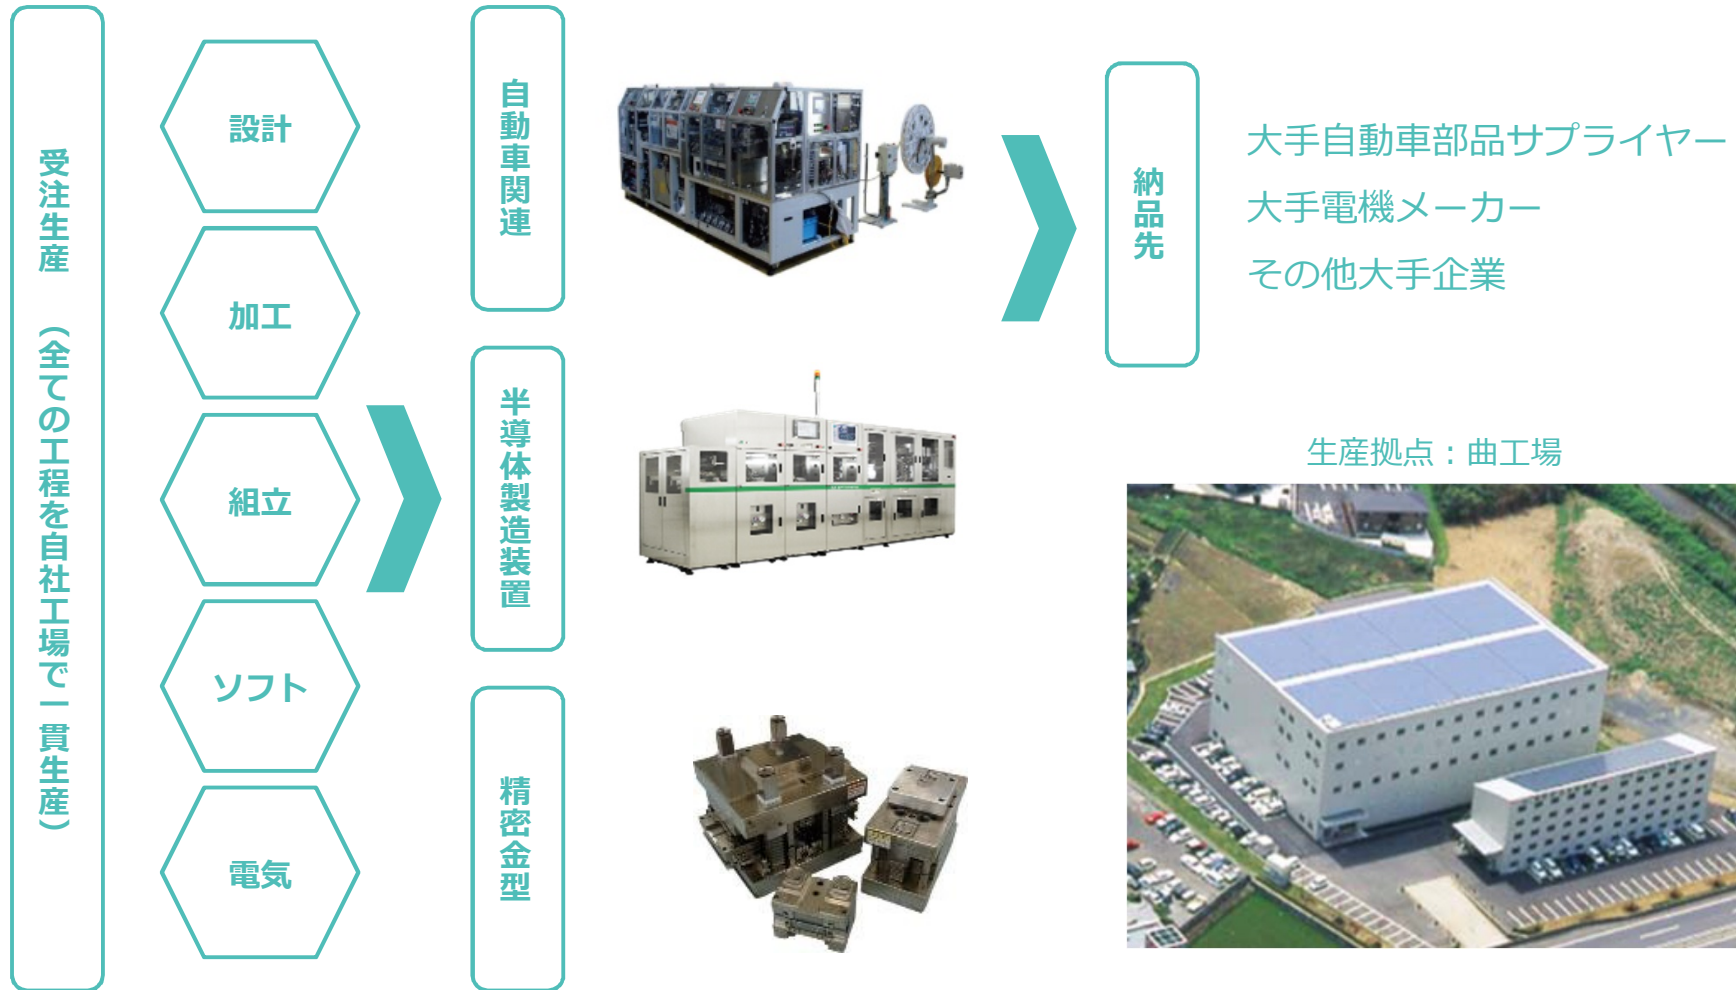 受注生産　（全ての工程を自社工場で一貫生産）
設計
加工
組立
ソフト
電気
自動車関連
半導体製造装置
精密金型
納品先
大手自動車部品サプライヤー
大手電機メーカー
その他大手企業
生産拠点：曲工場